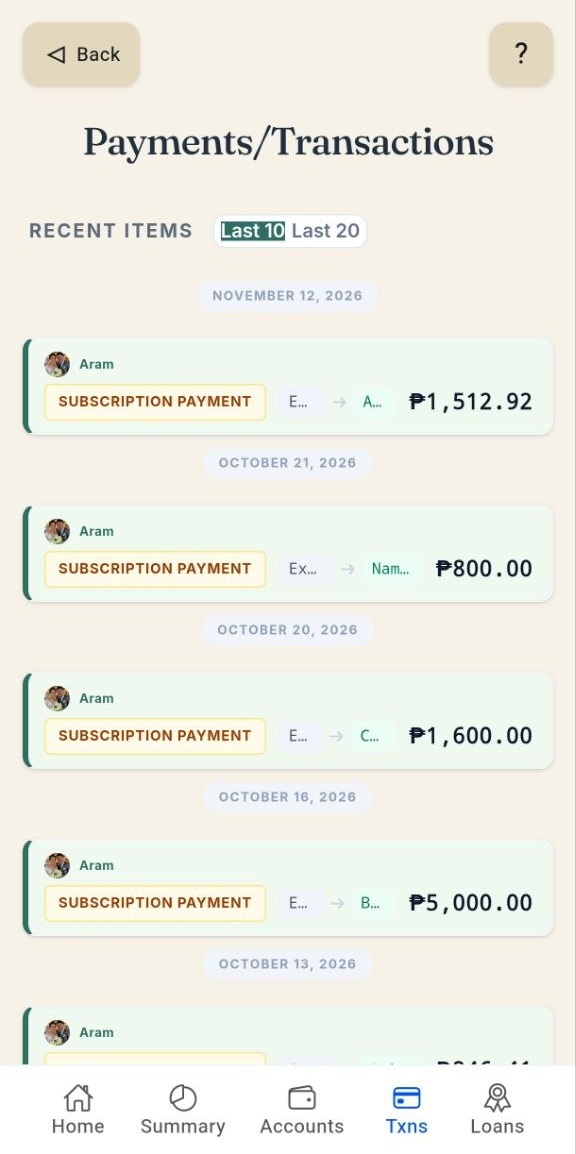 Back
?
Payments/Transactions
RECENT ITEMS Last 10 Last 20
NOVEMBER 12, 2026
Aram
SUBSCRIPTION PAYMENT E... → A... ₱1,512.92
OCTOBER 21, 2026
Aram
SUBSCRIPTION PAYMENT Ex... → Nam... ₱800.00
OCTOBER 20, 2026
Aram
SUBSCRIPTION PAYMENT E... → C... ₱1,600.00
OCTOBER 16, 2026
Aram
SUBSCRIPTION PAYMENT E... → B... ₱5,000.00
OCTOBER 13, 2026
Aram
Home Summary Accounts Txns Loans